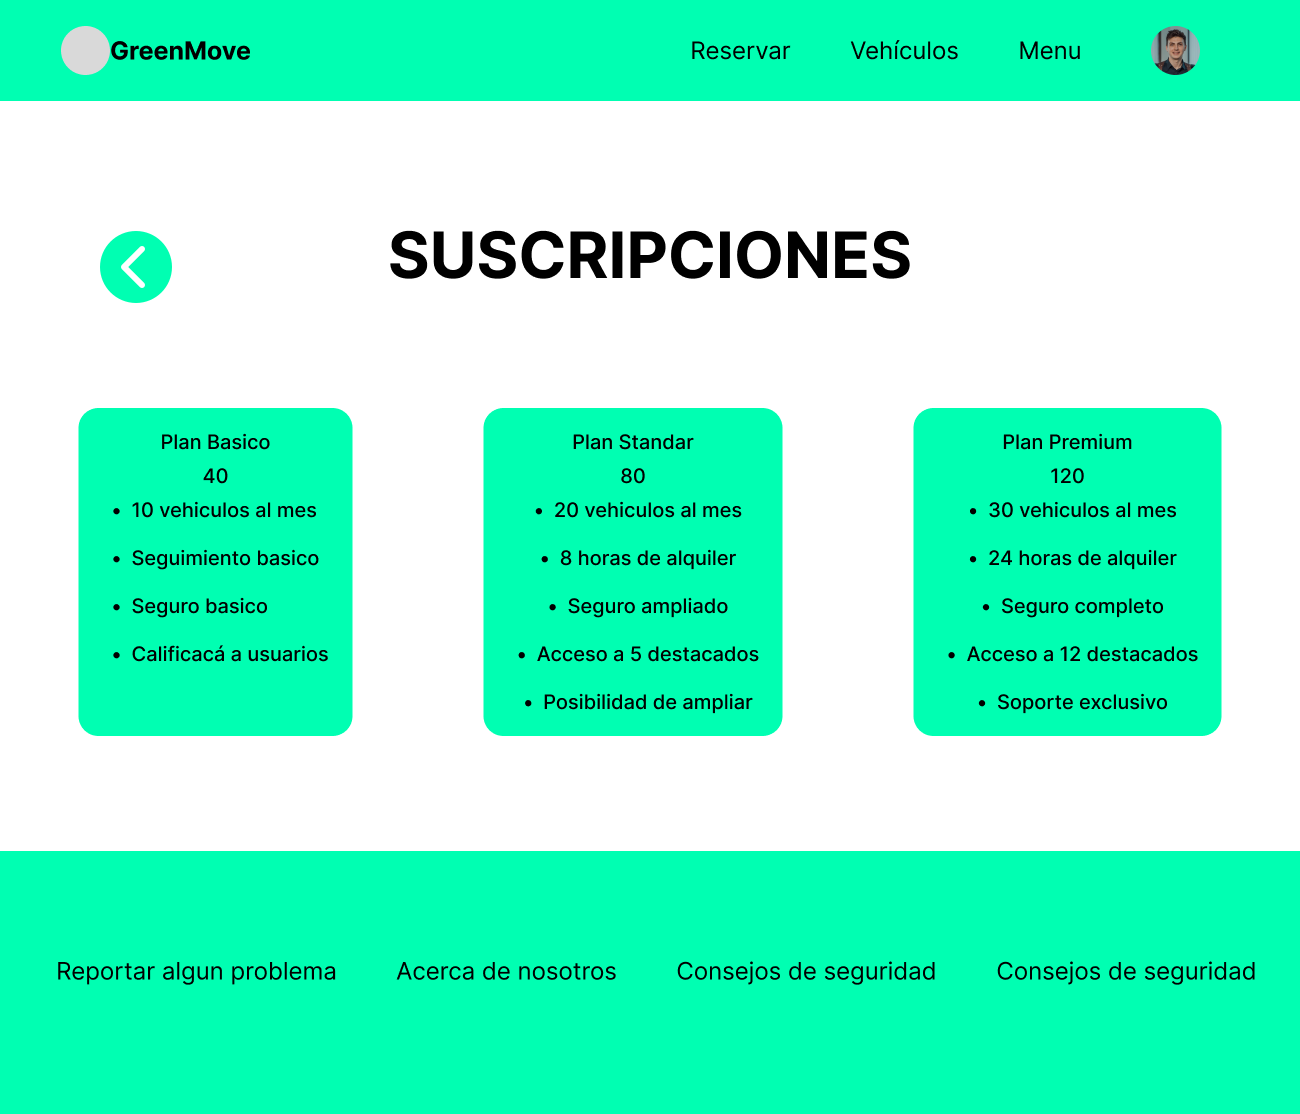 GreenMove
Reservar
Vehículos
Menu
SUSCRIPCIONES
Plan Basico
40
• 10 vehiculos al mes
• Seguimiento basico
• Seguro basico
• Calificacá a usuarios
Plan Standar
80
• 20 vehiculos al mes
• 8 horas de alquiler
• Seguro ampliado
• Acceso a 5 destacados
• Posibilidad de ampliar
Plan Premium
120
• 30 vehiculos al mes
• 24 horas de alquiler
• Seguro completo
• Acceso a 12 destacados
• Soporte exclusivo
Reportar algun problema
Acerca de nosotros
Consejos de seguridad
Consejos de seguridad